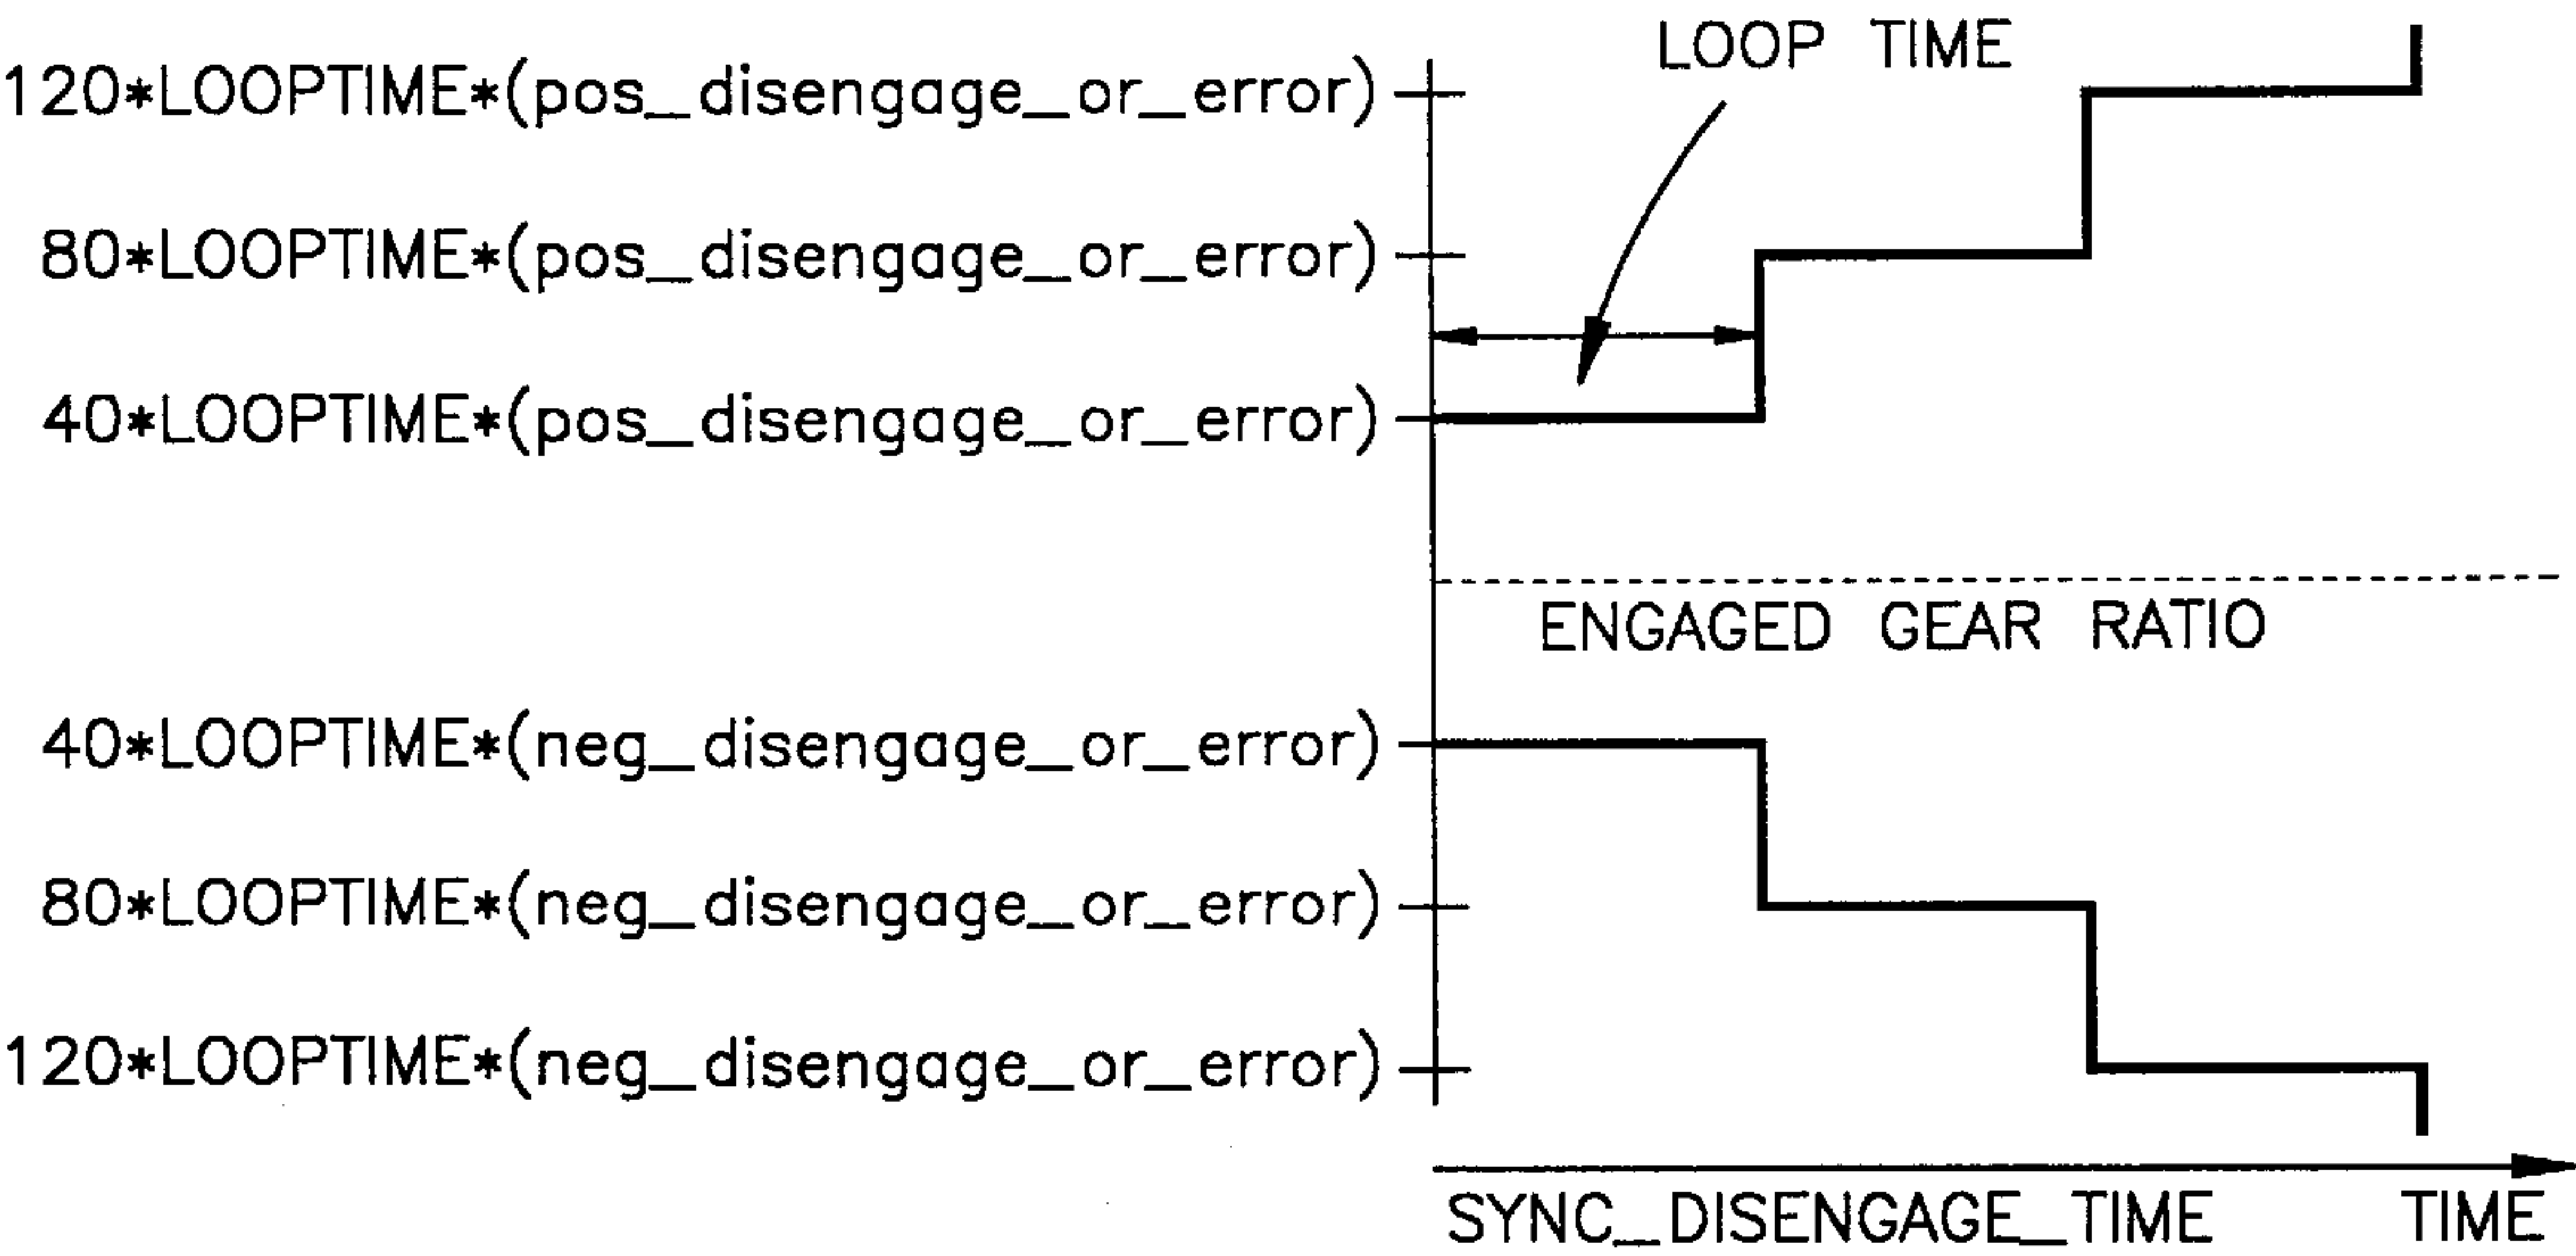 LOOP TIME
120*LOOPTIME*(pos_disengage_or_error)
80*LOOPTIME*(pos_disengage_or_error)
40*LOOPTIME*(pos_disengage_or_error)
ENGAGED GEAR RATIO
40*LOOPTIME*(neg_disengage_or_error)
80*LOOPTIME*(neg_disengage_or_error)
120*LOOPTIME*(neg_disengage_or_error)
SYNC_DISENGAGE_TIME TIME